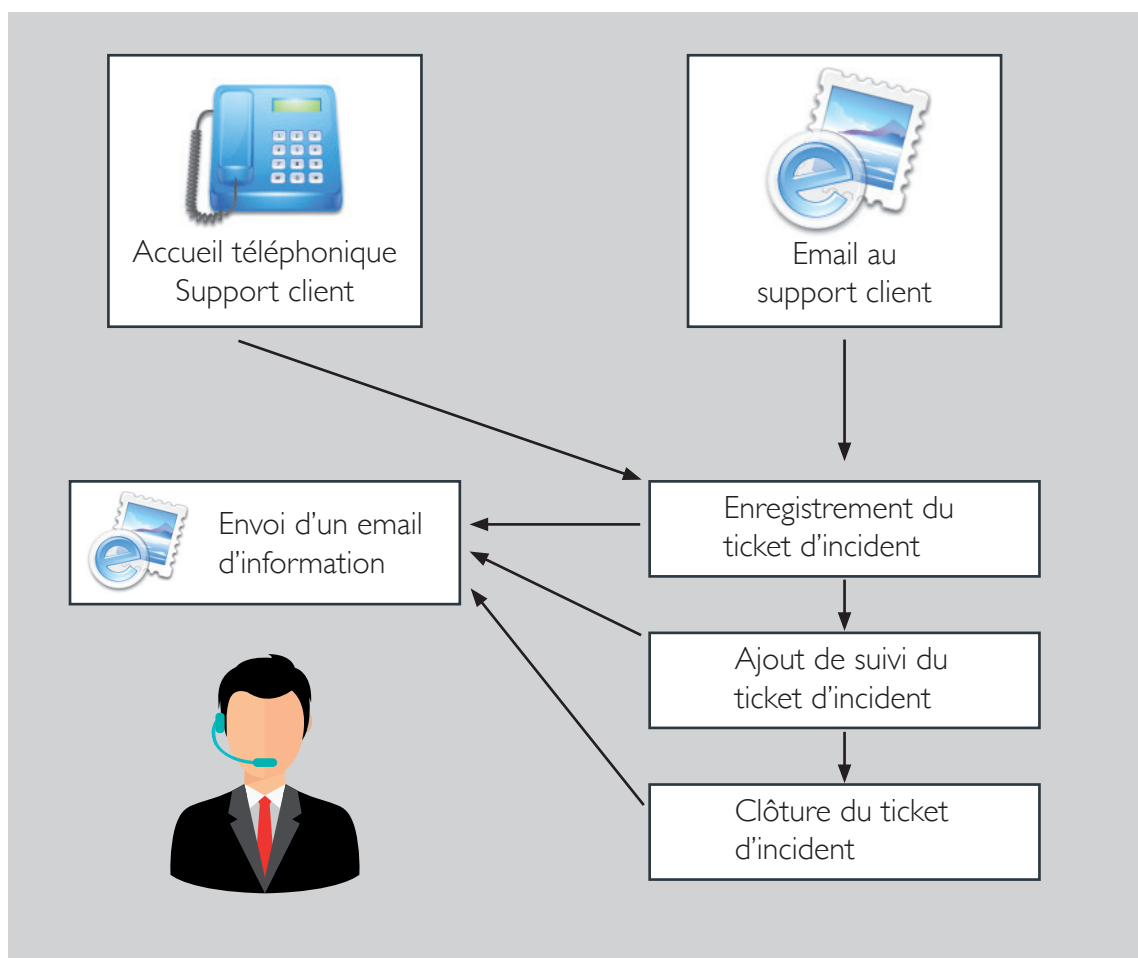 Accueil téléphonique
Support client
Email au
support client
Envoi d'un email
d'information
Enregistrement du
ticket d'incident
Ajout de suivi du
ticket d'incident
Clôture du ticket
d'incident